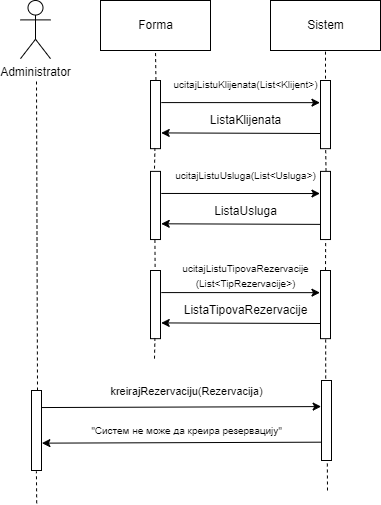 Forma
Sistem
Administrator
ucitajListuKlijenata(List<Klijent>)
ListaKlijenata
ucitajListuUsluga(List<Usluga>)
ListaUsluga
ucitajListuTipovaRezervacije
(List<TipRezervacije>)
ListaTipovaRezervacije
kreirajRezervaciju(Rezervacija)
"Систем не може да креира резервацију"